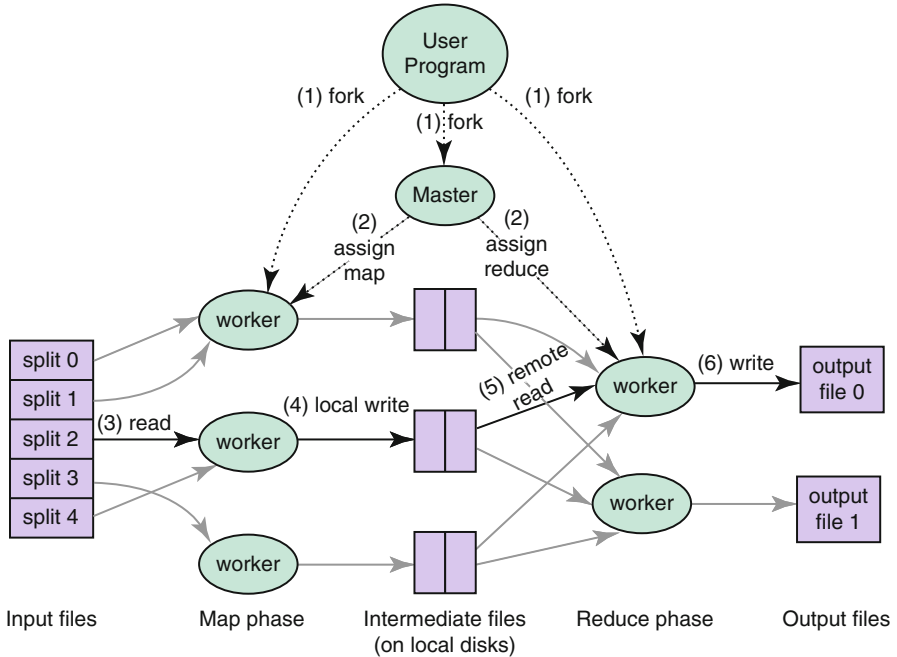 User
Program
(1) fork
(1) fork
(1) fork
Master
(2)
assign
map
(2)
assign
reduce
worker
split 0
split 1
split 2
split 3
split 4
(3) read
worker
(4) local write
(5) remote
read
worker
(6) write
output
file 0
worker
output
file 1
worker
Input files
Map phase
Intermediate files
(on local disks)
Reduce phase
Output files